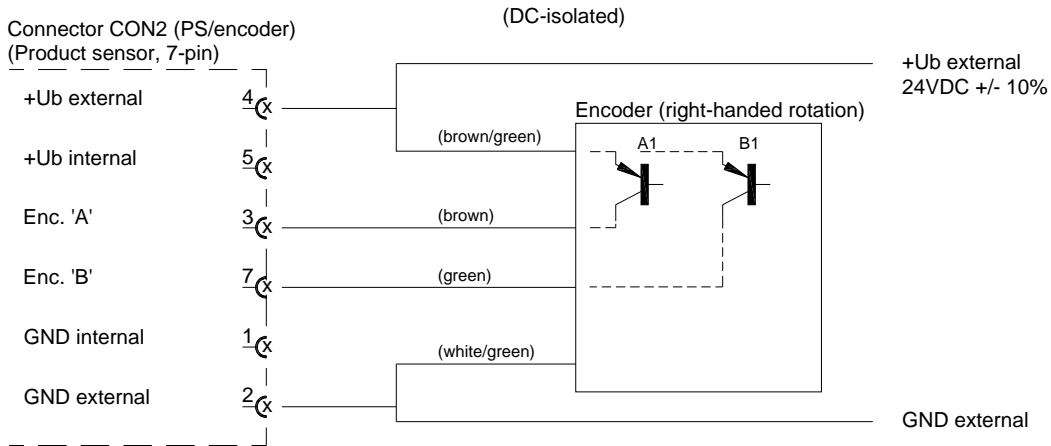 (DC-isolated)
Connector CON2 (PS/encoder)
(Product sensor, 7-pin)
+Ub external
24VDC +/- 10%
+Ub external
4
x
Encoder (right-handed rotation)
(brown/green)
A1
B1
+Ub internal
5
x
Enc. 'A'
3
x
(brown)
Enc. 'B'
7
x
(green)
GND internal
1
x
(white/green)
GND external
2
x
GND external